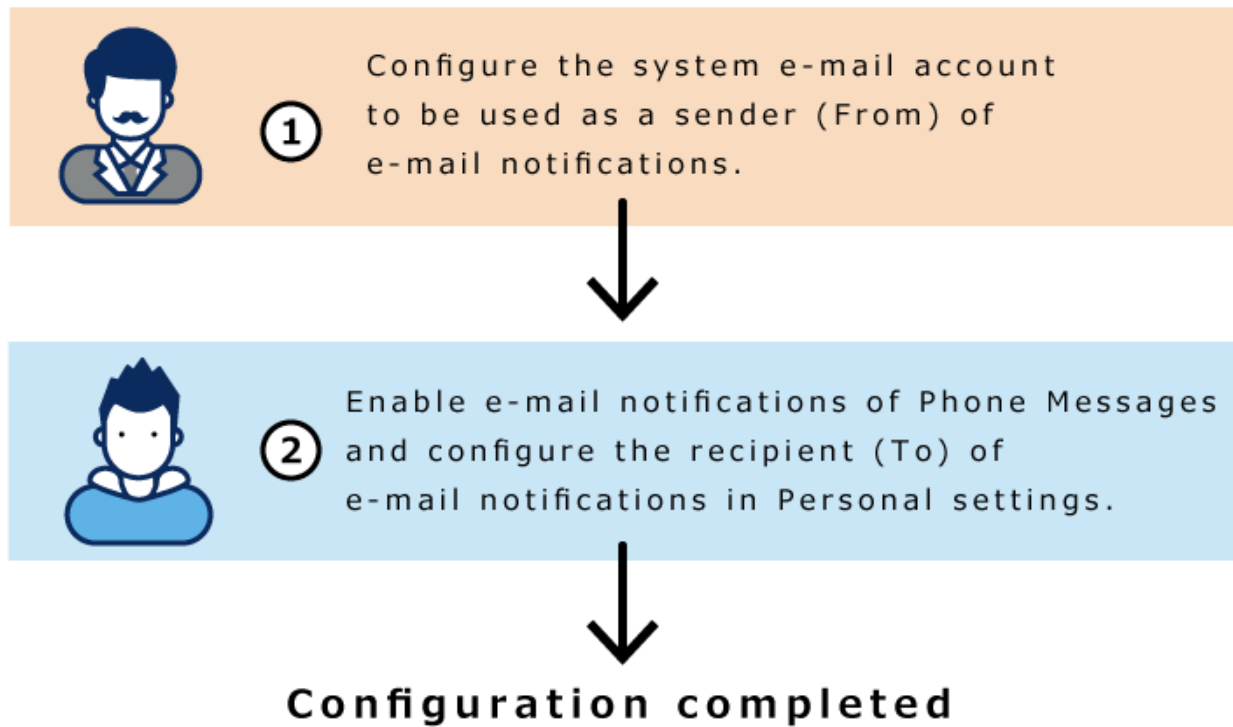 1
Configure the system e-mail account
to be used as a sender (From) of
e-mail notifications.
2
Enable e-mail notifications of Phone Messages
and configure the recipient (To) of
e-mail notifications in Personal settings.
Configuration completed